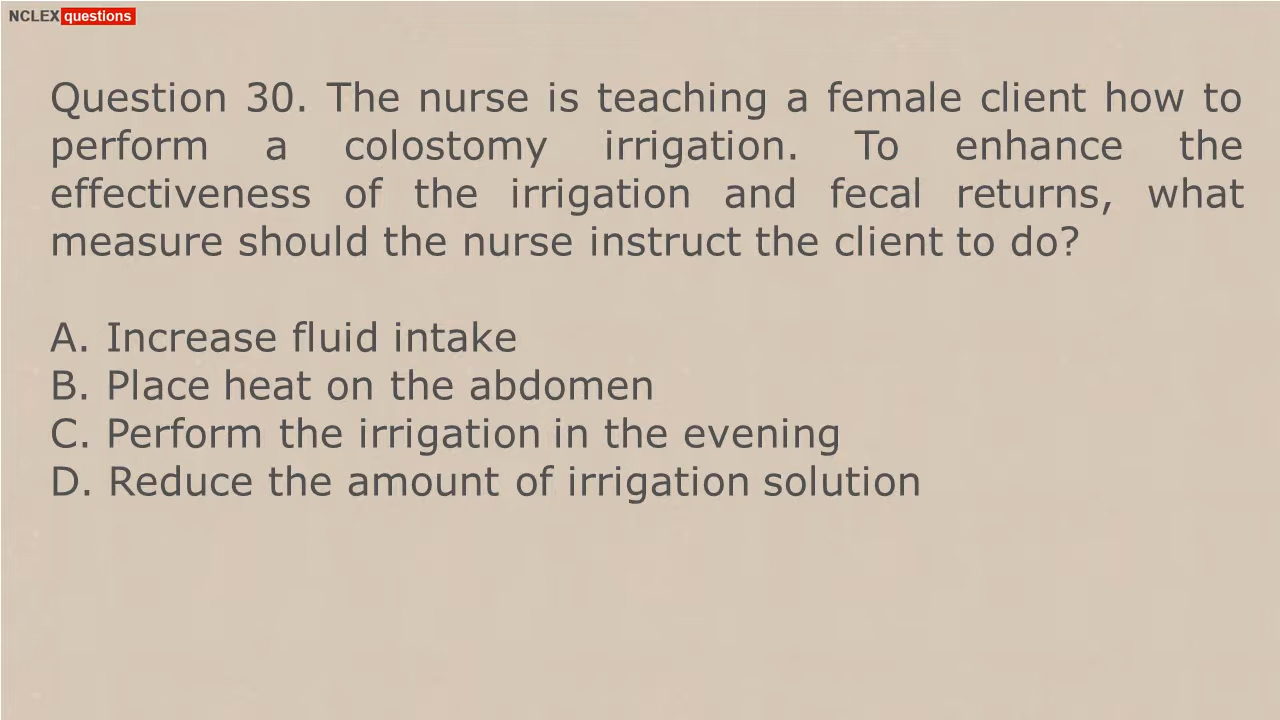 NCLEX questions
Question 30. The nurse is teaching a female client how to
perform a colostomy irrigation. To enhance the
effectiveness of the irrigation and fecal returns, what
measure should the nurse instruct the client to do?
A. Increase fluid intake
B. Place heat on the abdomen
C. Perform the irrigation in the evening
D. Reduce the amount of irrigation solution